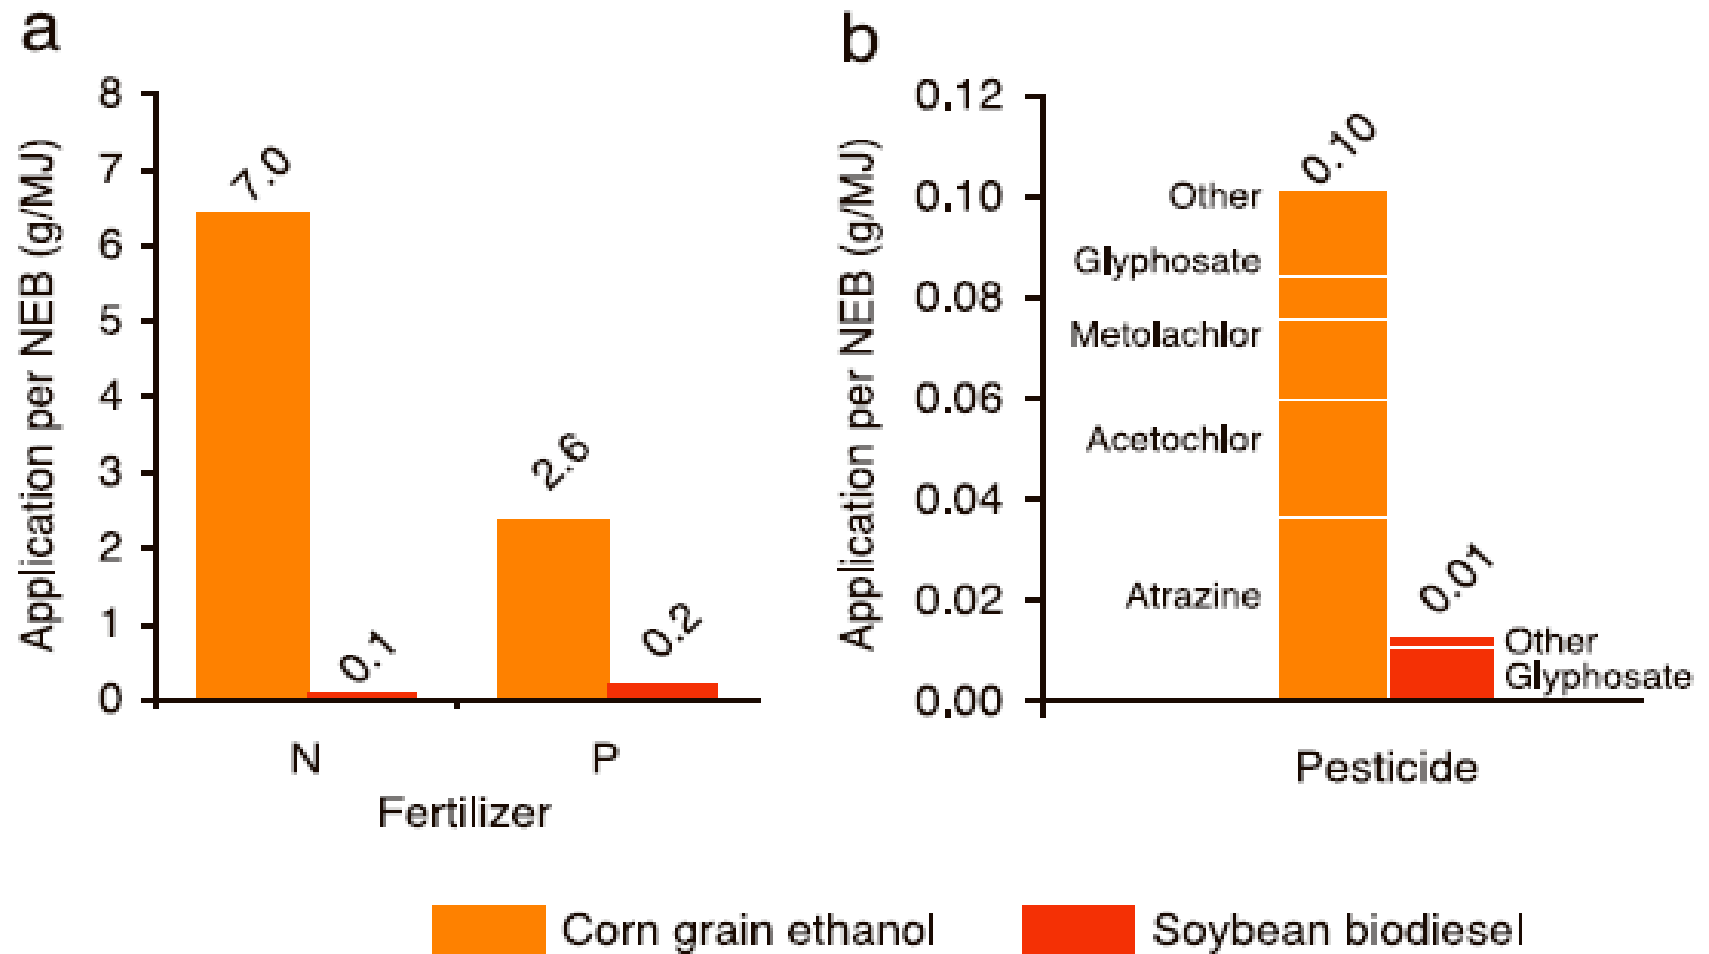 a
Application per NEB (g/MJ)
8
7
6
5
4
3
2
1
0
7.0
0.1
2.6
0.2
N
P
Fertilizer
b
Application per NEB (g/MJ)
0.12
0.10
0.08
0.06
0.04
0.02
0.00
Other
Glyphosate
Metolachlor
Acetochlor
Atrazine
0.10
0.01
Other
Glyphosate
Pesticide
Corn grain ethanol
Soybean biodiesel